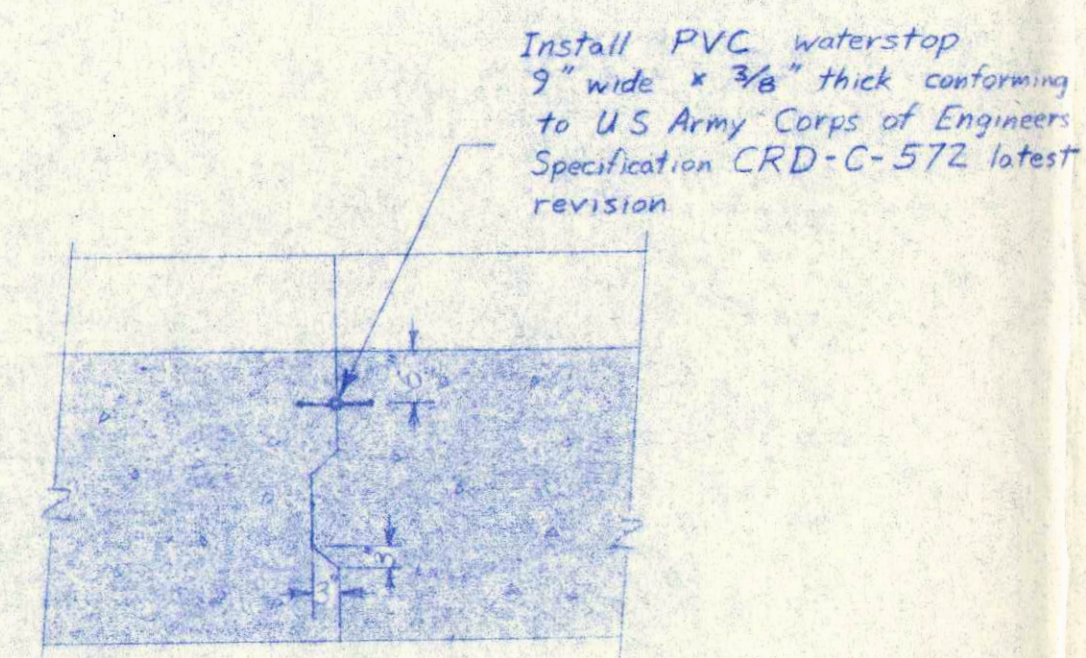 Install PVC waterstop
9" wide x 3/8" thick conforming
to U S Army Corps of Engineers
Specification CRD-C-572 latest
revision
3"
3"